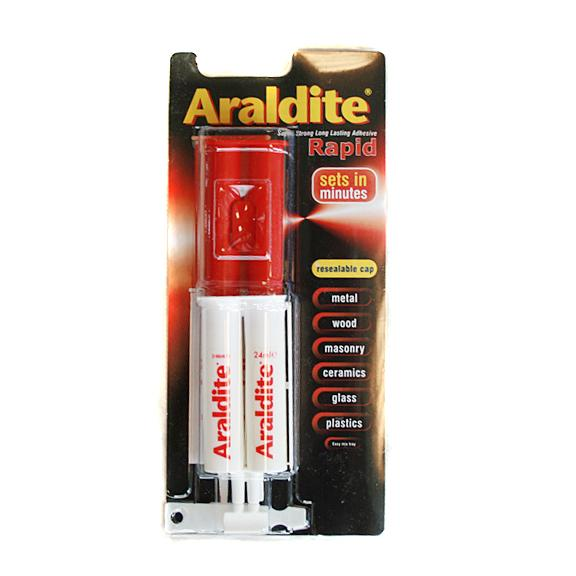 Araldite®
Super Strong Long Lasting Adhesive
Rapid
sets in
minutes
resealable cap
metal
wood
masonry
ceramics
glass
plastics
Easy mix tray
Araldite®
24ml e
Araldite®